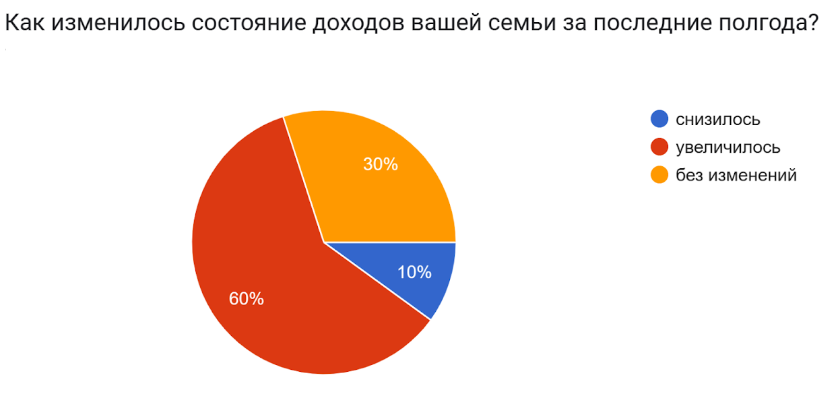 Как изменилось состояние доходов вашей семьи за последние полгода?
снизилось
увеличилось
без изменений
30%
10%
60%